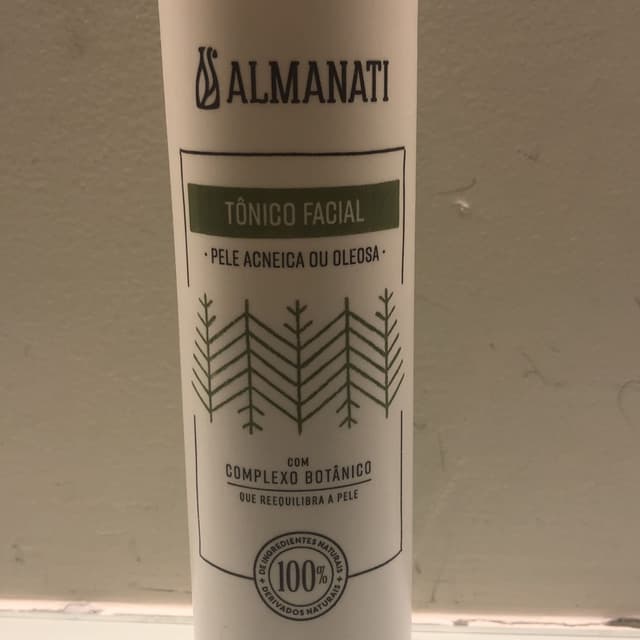 ALMANATI
TÔNICO FACIAL
· PELE ACNEICA OU OLEOSA ·
COM
COMPLEXO BOTÂNICO
QUE REEQUILIBRA A PELE
+ DE INGREDIENTES NATURAIS +
100%
DERIVADOS NATURAIS